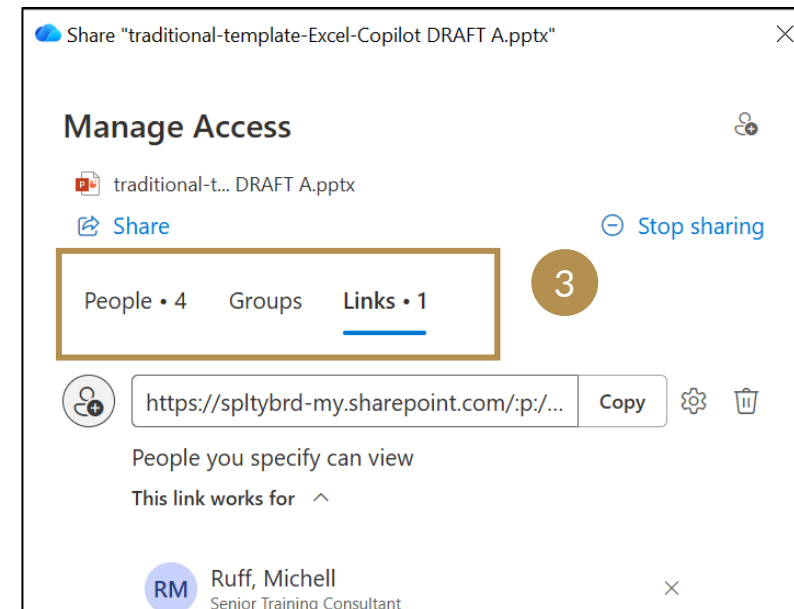 Share "traditional-template-Excel-Copilot DRAFT A.pptx"
Manage Access
traditional-t... DRAFT A.pptx
Share
Stop sharing
People • 4 Groups Links • 1
3
https://spltybrd-my.sharepoint.com/:p:/... Copy
People you specify can view
This link works for
RM
Ruff, Michell
Senior Training Consultant